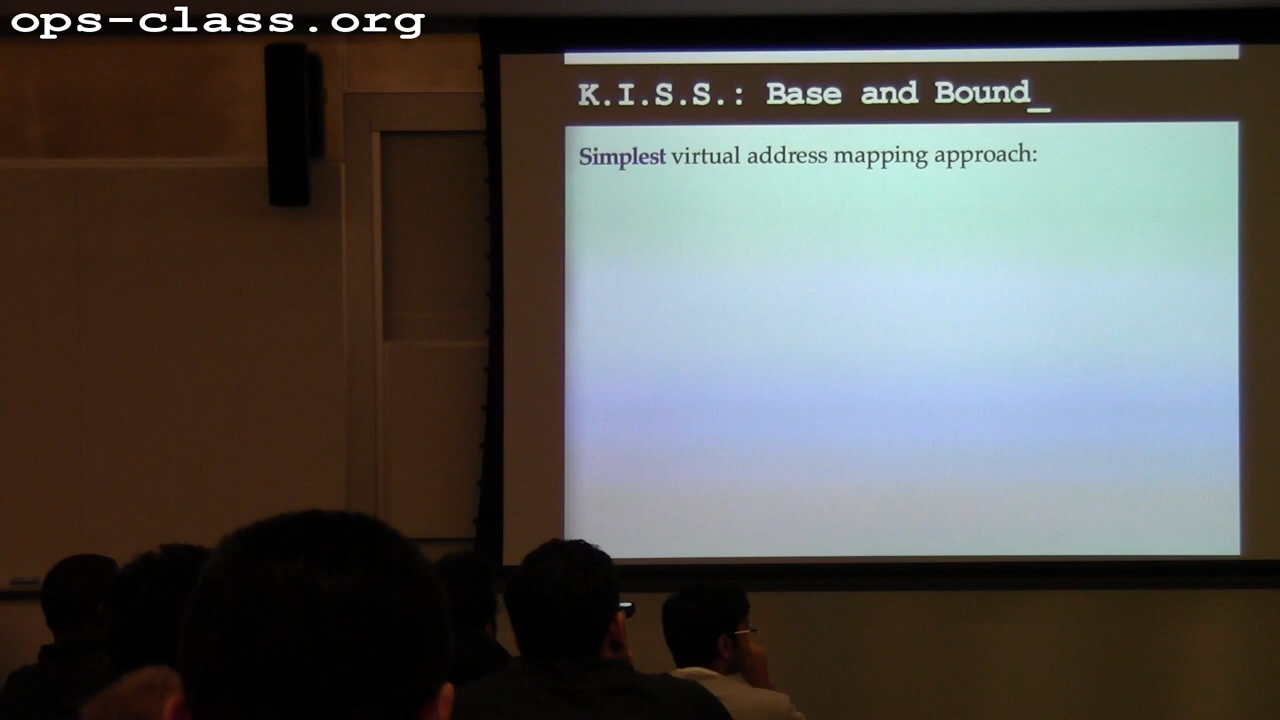 ops-class.org
K.I.S.S.: Base and Bound_
Simplest virtual address mapping approach: